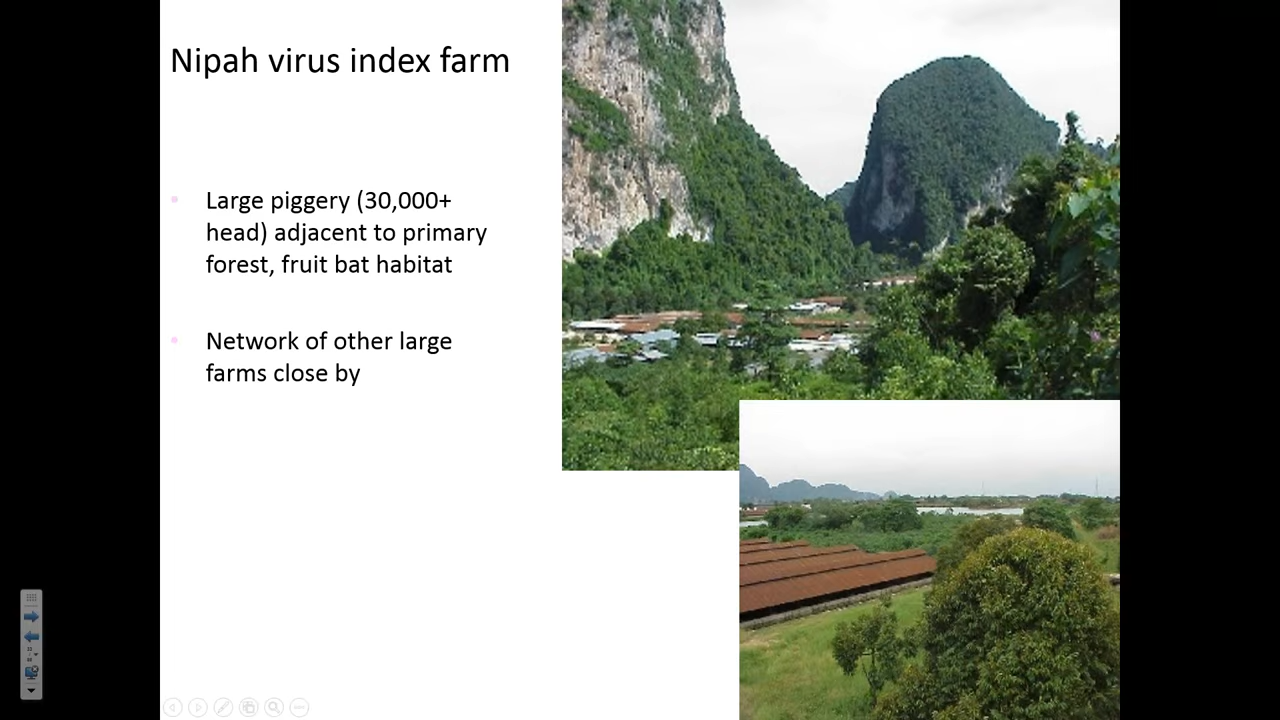 Nipah virus index farm
Large piggery (30,000+
head) adjacent to primary
forest, fruit bat habitat
Network of other large
farms close by